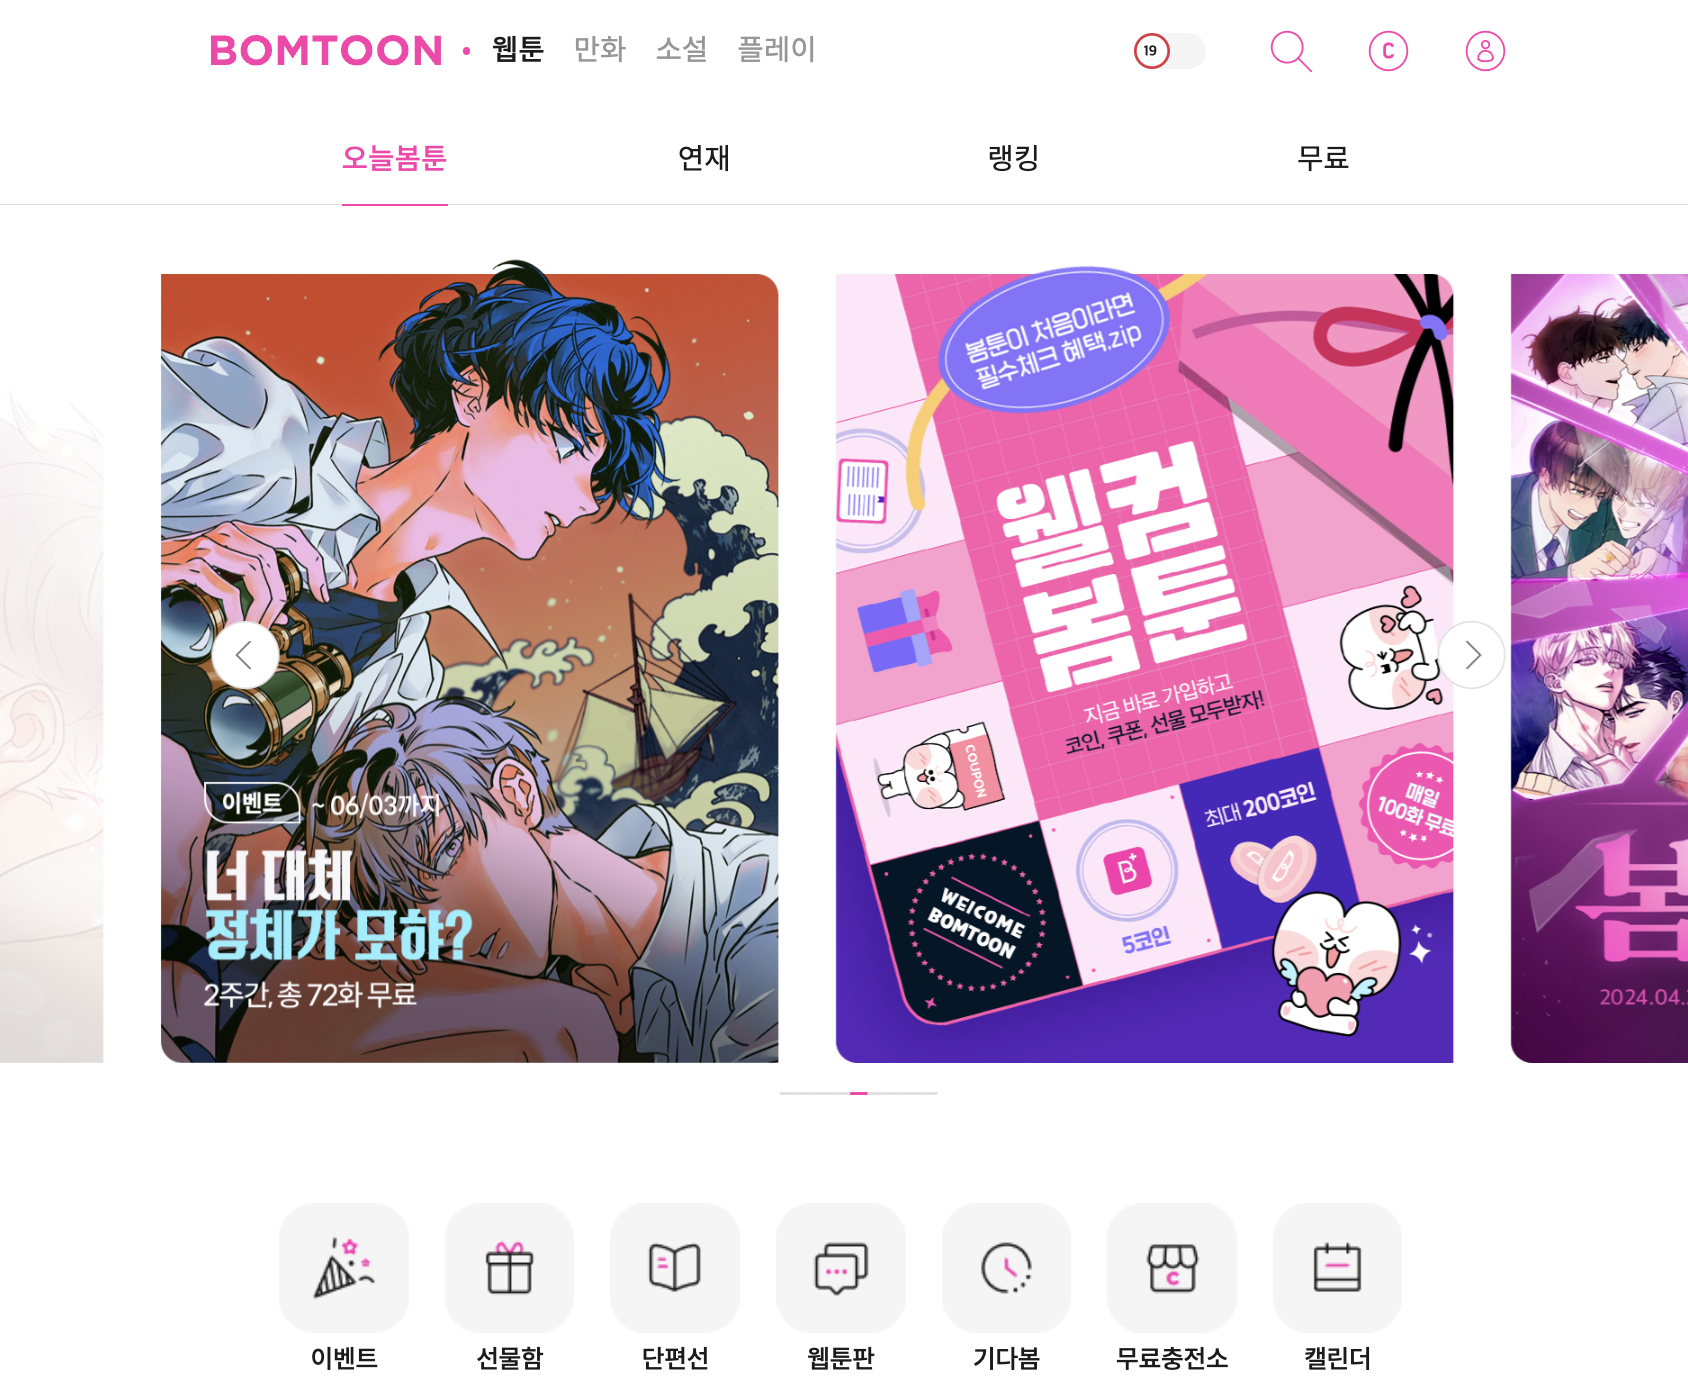 BOMTOON · 웹툰 만화 소설 플레이
19
C
오늘봄툰 연재 랭킹 무료
이벤트 ~ 06/03까지
너 대체
정체가 모햐?
2주간, 총 72화 무료
봄툰이 처음이라면
필수체크 혜택.zip
웰컴
봄툰
지금 바로 가입하고
코인, 쿠폰, 선물 모두받자!
COUPON
최대 200코인
매일
100화 무료
WELCOME
BOMTOON
B
5코인
봄
2024.04.
이벤트 선물함 단편선 웹툰판 기다봄 무료충전소 캘린더